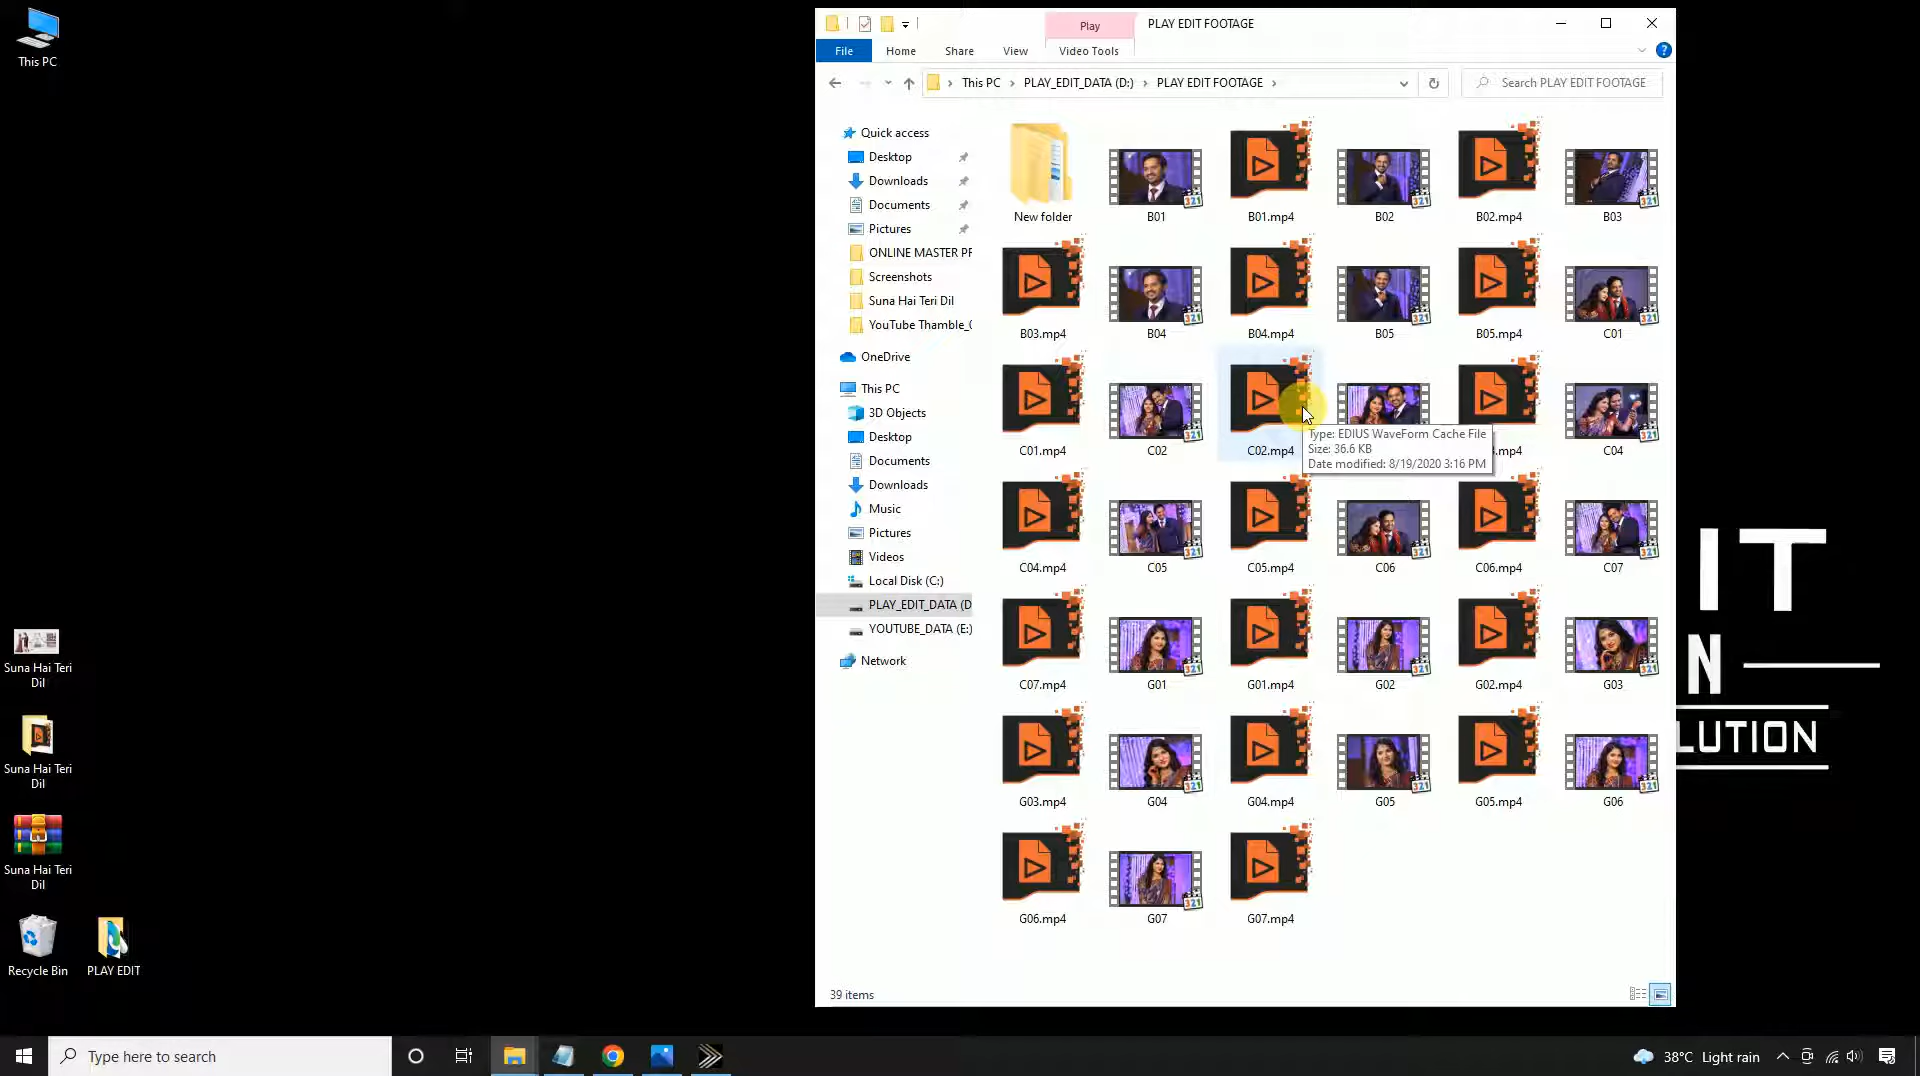 This PC
Play
PLAY EDIT FOOTAGE
File
Home
Share
View
Video Tools
This PC
PLAY_EDIT_DATA (D:)
PLAY EDIT FOOTAGE
Search PLAY EDIT FOOTAGE
Quick access
Desktop
Downloads
Documents
Pictures
ONLINE MASTER PF
Screenshots
Suna Hai Teri Dil
YouTube Thamble_(
OneDrive
This PC
3D Objects
Desktop
Documents
Downloads
Music
Pictures
Videos
Local Disk (C:)
PLAY_EDIT_DATA (D
YOUTUBE_DATA (E:)
Network
New folder
B01
B01.mp4
B02
B02.mp4
B03
B03.mp4
B04
B04.mp4
B05
B05.mp4
C01
C01.mp4
C02
C02.mp4
.mp4
C04
Type: EDIUS WaveForm Cache File
Size: 36.6 KB
Date modified: 8/19/2020 3:16 PM
C04.mp4
C05
C05.mp4
C06
C06.mp4
C07
C07.mp4
G01
G01.mp4
G02
G02.mp4
G03
G03.mp4
G04
G04.mp4
G05
G05.mp4
G06
G06.mp4
G07
G07.mp4
39 items
IT
N
LUTION
Suna Hai Teri
Dil
Suna Hai Teri
Dil
Suna Hai Teri
Dil
Recycle Bin
PLAY EDIT
Type here to search
38°C Light rain